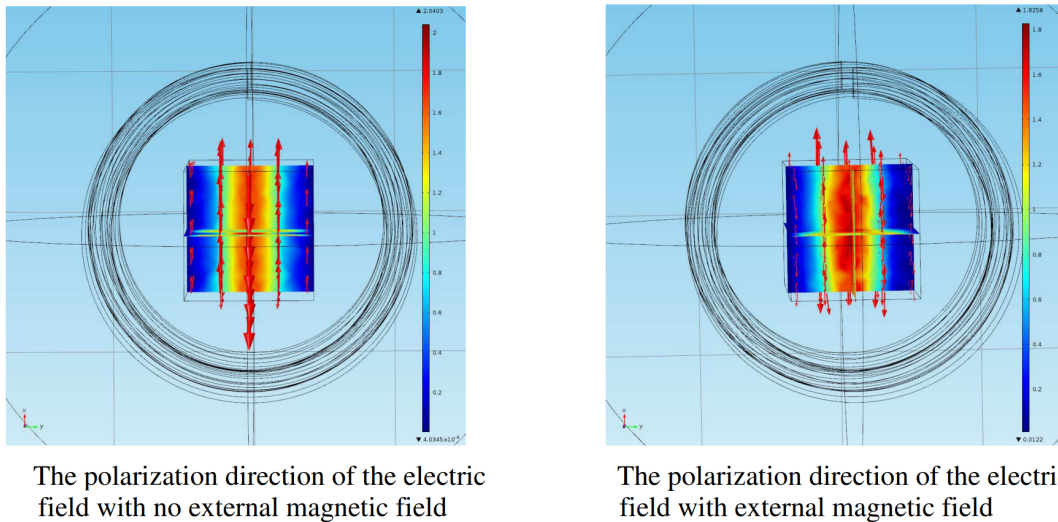 ▲ 2.0403
2
1.8
1.6
1.4
1.2
1
0.8
0.6
0.4
0.2
▼ 4.0345×10⁻³
x
y
The polarization direction of the electric
field with no external magnetic field
▲ 1.8258
1.8
1.6
1.4
1.2
1
0.8
0.6
0.4
0.2
▼ 0.0122
x
y
The polarization direction of the electri
field with external magnetic field